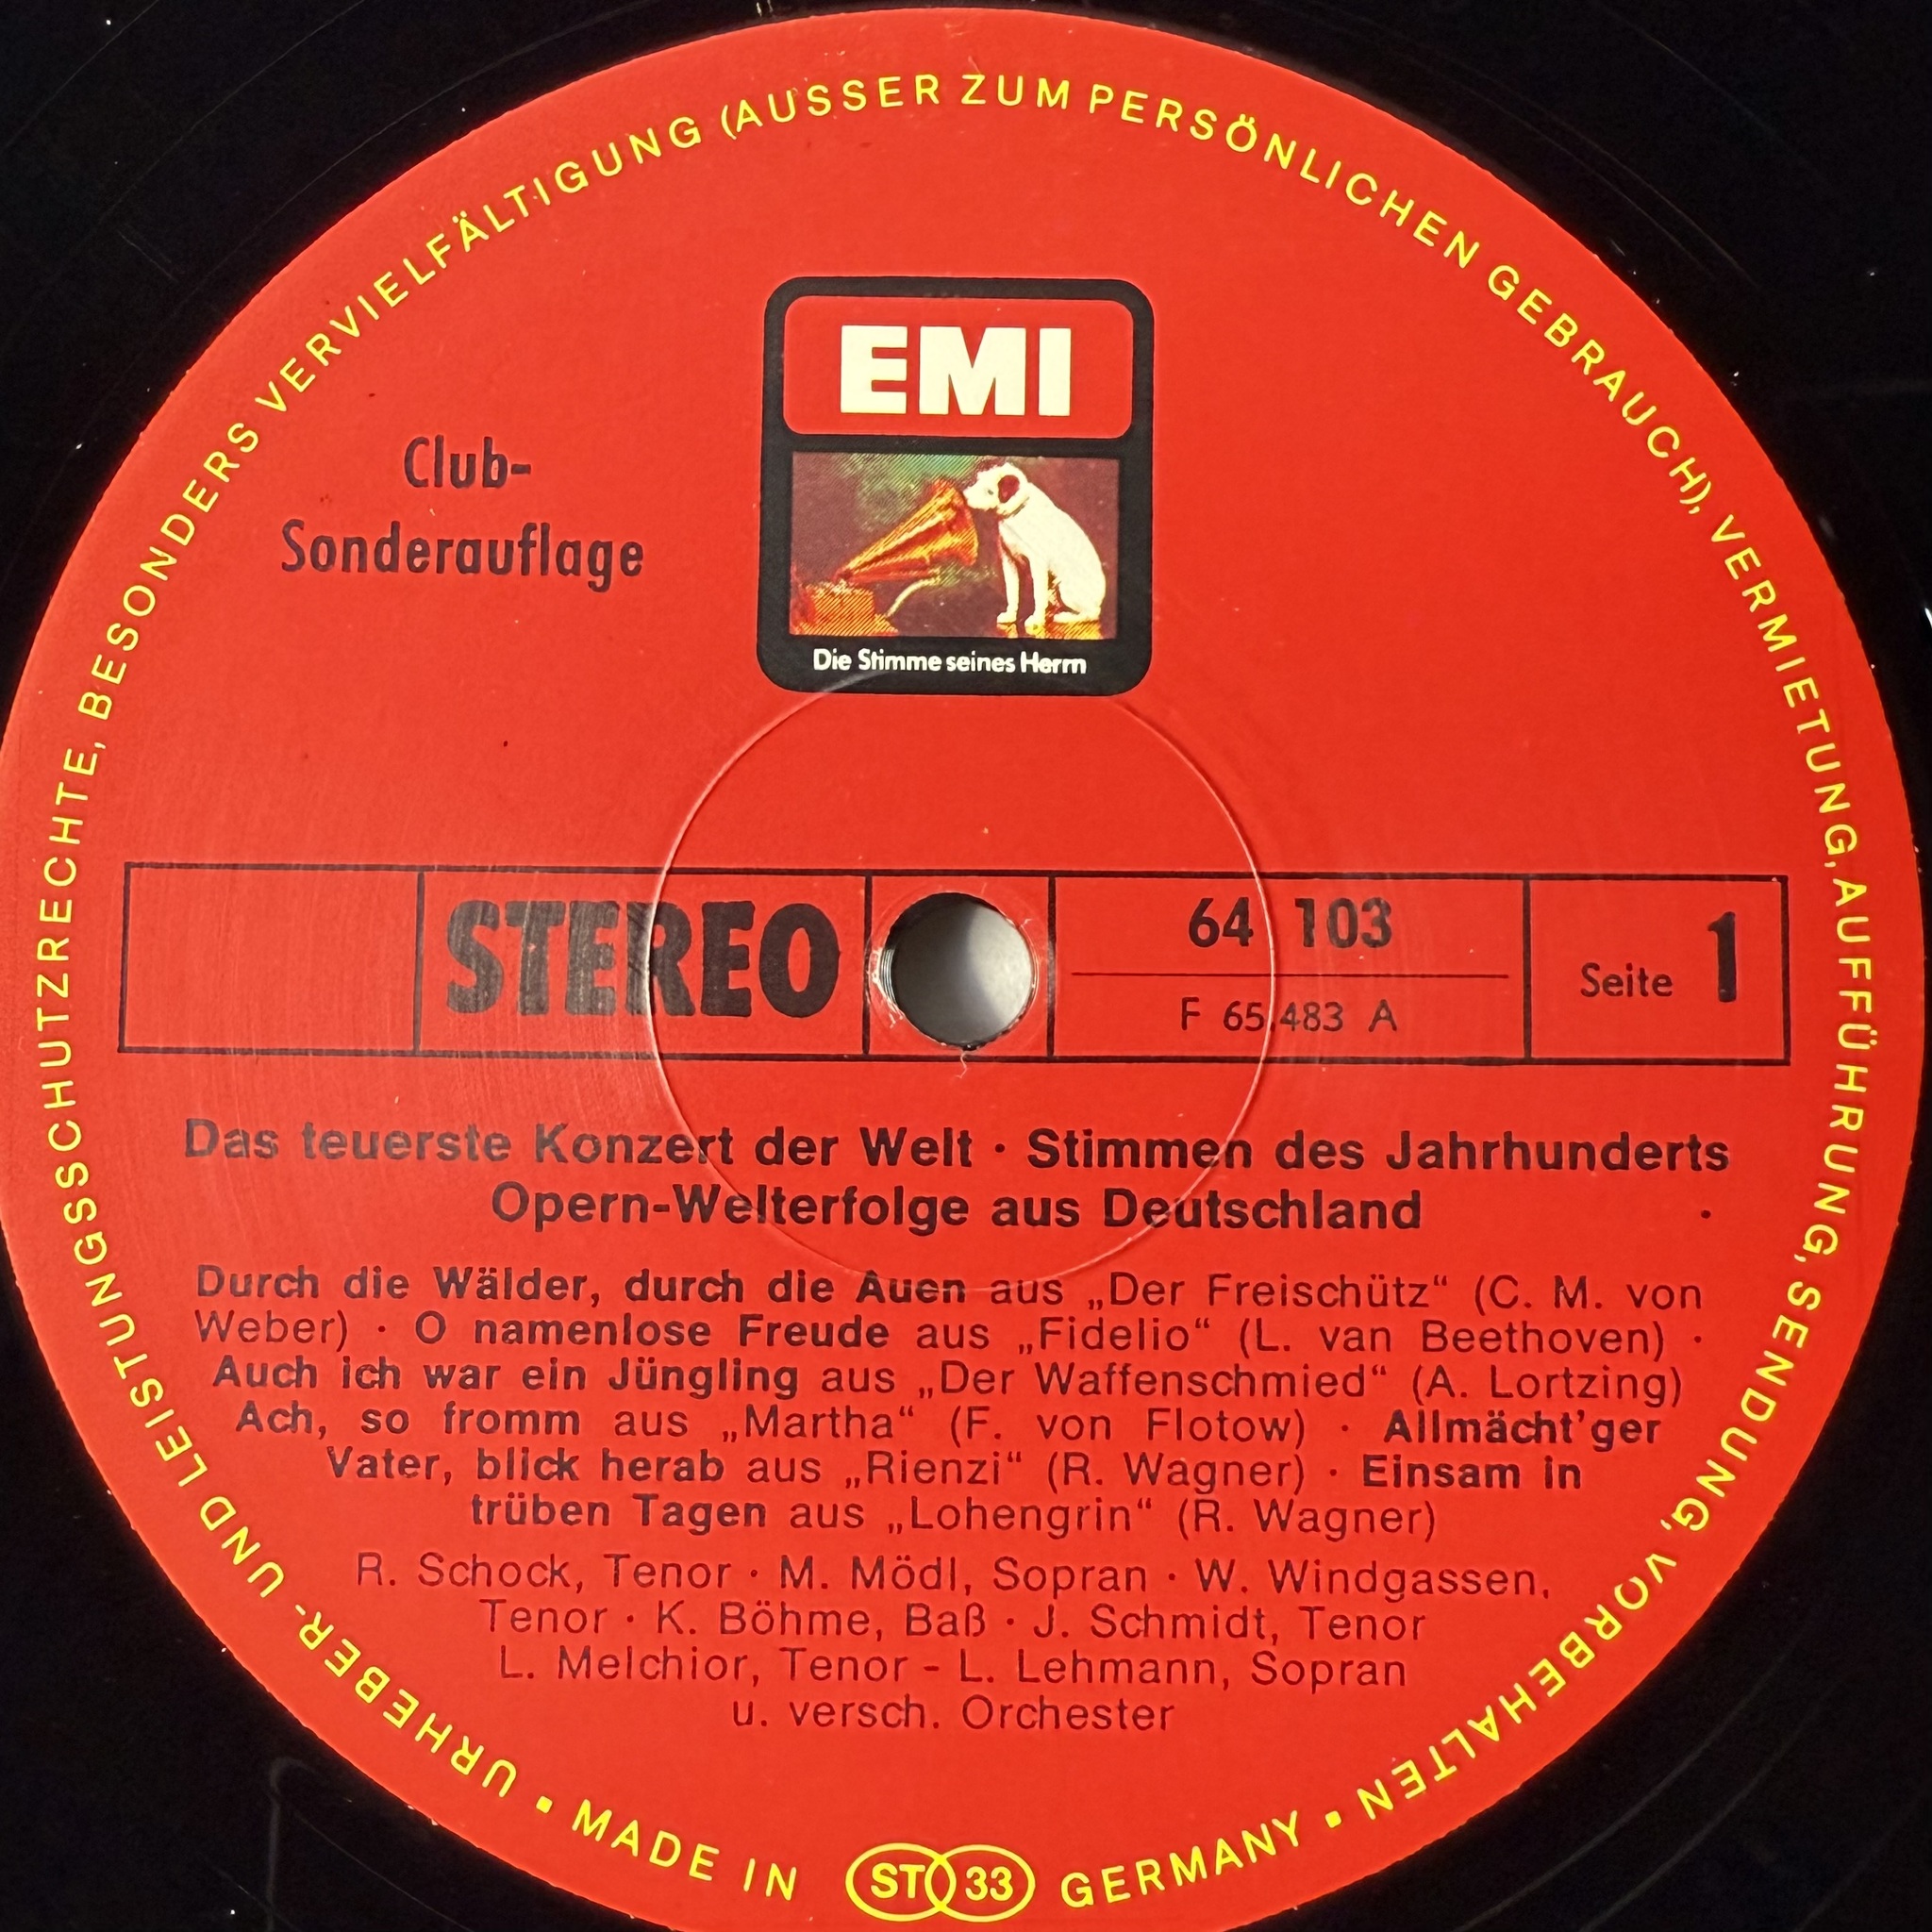 URHEBER- UND LEISTUNGSSCHUTZRECHTE, BESONDERS VERVIELFÄLTIGUNG (AUSSER ZUM PERSÖNLICHEN GEBRAUCH), VERMIETUNG, AUFFÜHRUNG, SENDUNG, VORBEHALTEN
EMI
Die Stimme seines Herrn
Club-
Sonderauflage
STEREO
64 103
F 65.483 A
Seite 1
Das teuerste Konzert der Welt · Stimmen des Jahrhunderts
Opern-Welterfolge aus Deutschland
Durch die Wälder, durch die Auen aus „Der Freischütz“ (C. M. von
Weber) · O namenlose Freude aus „Fidelio“ (L. van Beethoven) ·
Auch ich war ein Jüngling aus „Der Waffenschmied“ (A. Lortzing)
Ach, so fromm aus „Martha“ (F. von Flotow) · Allmächt'ger
Vater, blick herab aus „Rienzi“ (R. Wagner) · Einsam in
trüben Tagen aus „Lohengrin“ (R. Wagner)
R. Schock, Tenor · M. Mödl, Sopran · W. Windgassen,
Tenor · K. Böhme, Baß · J. Schmidt, Tenor
L. Melchior, Tenor - L. Lehmann, Sopran
u. versch. Orchester
▪ MADE IN ST 33 GERMANY ▪